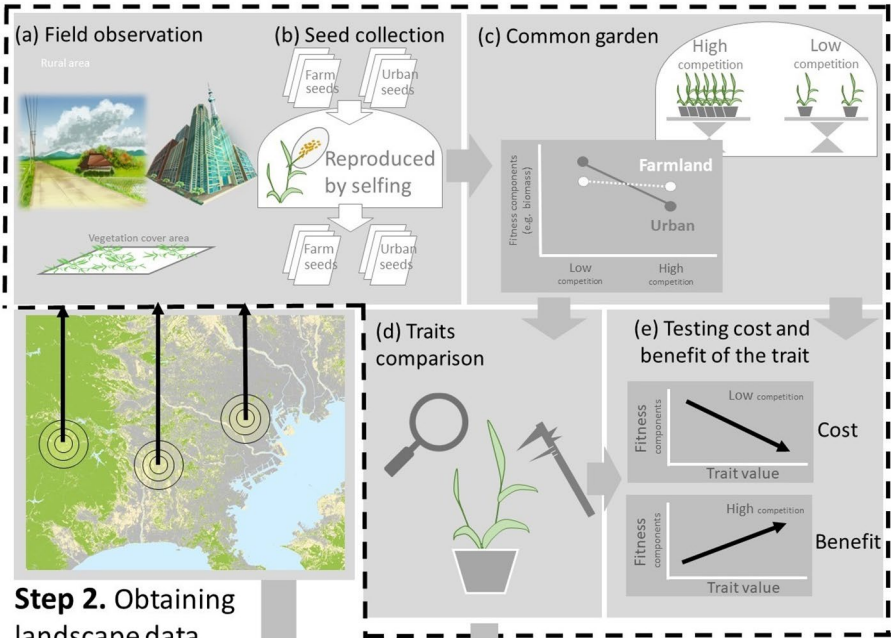 (a) Field observation
Rural area
Vegetation cover area
(b) Seed collection
Farm
seeds
Urban
seeds
Reproduced
by selfing
Farm
seeds
Urban
seeds
(c) Common garden
High
competition
Low
competition
Fitness components
(e.g. biomass)
Farmland
Urban
Low
competition
High
competition
(d) Traits
comparison
(e) Testing cost and
benefit of the trait
Fitness
components
Low competition
Trait value
Cost
Fitness
components
High competition
Trait value
Benefit
Step 2. Obtaining
landscape data